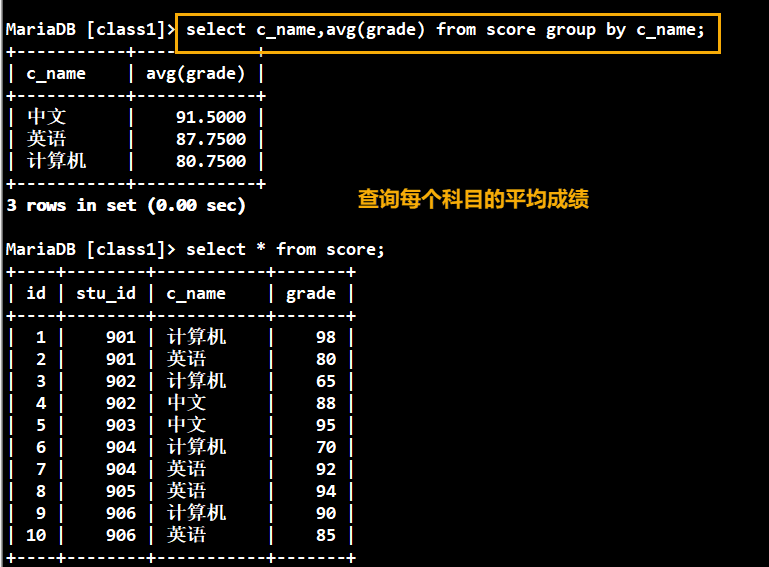 MariaDB [class1]> select c_name,avg(grade) from score group by c_name;
+-----------+------------+
| c_name    | avg(grade) |
+-----------+------------+
| 中文      |    91.5000 |
| 英语      |    87.7500 |
| 计算机    |    80.7500 |
+-----------+------------+
3 rows in set (0.00 sec)
查询每个科目的平均成绩
MariaDB [class1]> select * from score;
+----+--------+-----------+-------+
| id | stu_id | c_name    | grade |
+----+--------+-----------+-------+
|  1 |    901 | 计算机    |    98 |
|  2 |    901 | 英语      |    80 |
|  3 |    902 | 计算机    |    65 |
|  4 |    902 | 中文      |    88 |
|  5 |    903 | 中文      |    95 |
|  6 |    904 | 计算机    |    70 |
|  7 |    904 | 英语      |    92 |
|  8 |    905 | 英语      |    94 |
|  9 |    906 | 计算机    |    90 |
| 10 |    906 | 英语      |    85 |
+----+--------+-----------+-------+